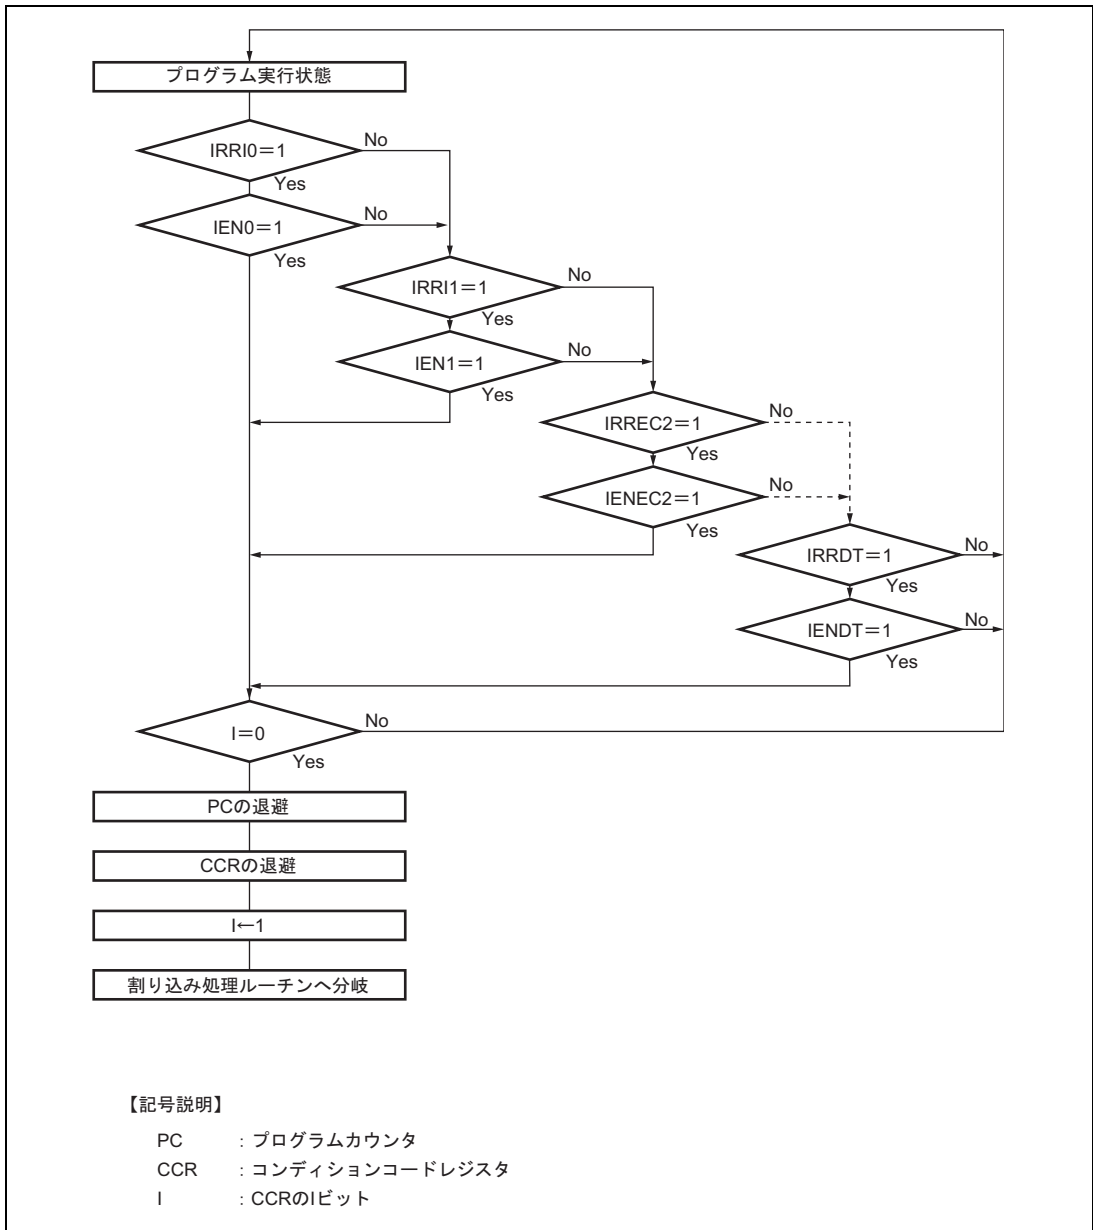 プログラム実行状態
IRRI0＝1
No
Yes
IEN0＝1
No
Yes
IRRI1＝1
No
Yes
IEN1＝1
No
Yes
IRREC2＝1
No
Yes
IENEC2＝1
No
Yes
IRRDT＝1
No
Yes
IENDT＝1
No
Yes
I＝0
No
Yes
PCの退避
CCRの退避
I←1
割り込み処理ルーチンへ分岐
【記号説明】
PC : プログラムカウンタ
CCR : コンディションコードレジスタ
I : CCRのIビット